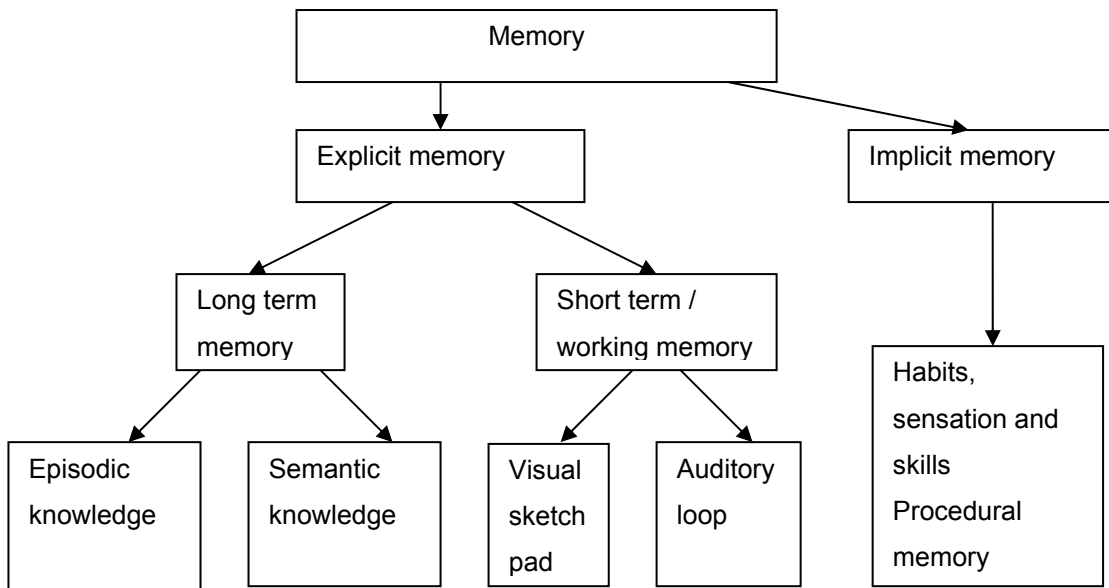 Memory
Explicit memory
Implicit memory
Long term
memory
Short term /
working memory
Habits,
sensation and
skills
Procedural
memory
Episodic
knowledge
Semantic
knowledge
Visual
sketch
pad
Auditory
loop